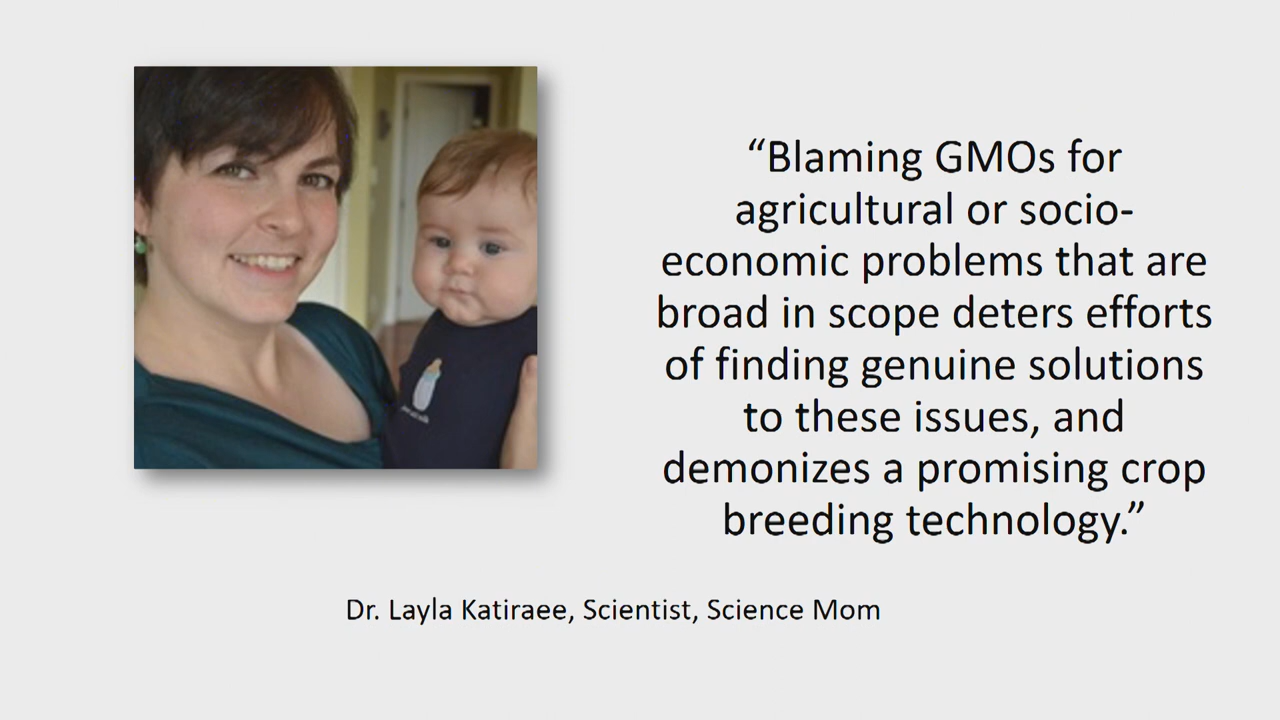 “Blaming GMOs for
agricultural or socio-
economic problems that are
broad in scope deters efforts
of finding genuine solutions
to these issues, and
demonizes a promising crop
breeding technology.”
Dr. Layla Katiraee, Scientist, Science Mom